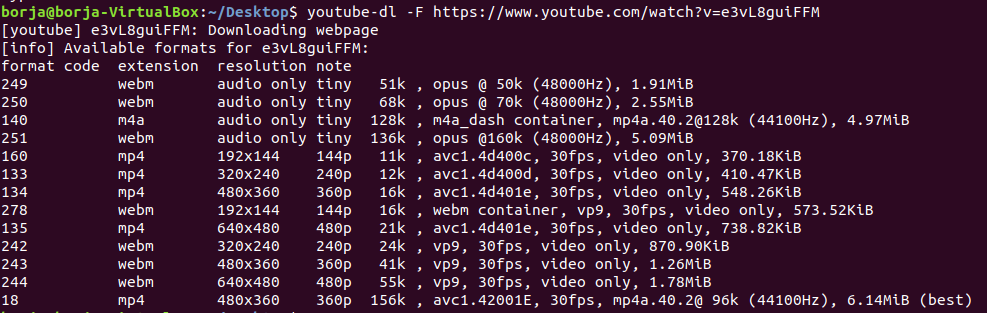 borja@borja-VirtualBox:~/Desktop$ youtube-dl -F https://www.youtube.com/watch?v=e3vL8guiFFM
[youtube] e3vL8guiFFM: Downloading webpage
[info] Available formats for e3vL8guiFFM:
format code  extension  resolution note
249          webm       audio only tiny   51k , opus @ 50k (48000Hz), 1.91MiB
250          webm       audio only tiny   68k , opus @ 70k (48000Hz), 2.55MiB
140          m4a        audio only tiny  128k , m4a_dash container, mp4a.40.2@128k (44100Hz), 4.97MiB
251          webm       audio only tiny  136k , opus @160k (48000Hz), 5.09MiB
160          mp4        192x144    144p   11k , avc1.4d400c, 30fps, video only, 370.18KiB
133          mp4        320x240    240p   12k , avc1.4d400d, 30fps, video only, 410.47KiB
134          mp4        480x360    360p   16k , avc1.4d401e, 30fps, video only, 548.26KiB
278          webm       192x144    144p   16k , webm container, vp9, 30fps, video only, 573.52KiB
135          mp4        640x480    480p   21k , avc1.4d401e, 30fps, video only, 738.82KiB
242          webm       320x240    240p   24k , vp9, 30fps, video only, 870.90KiB
243          webm       480x360    360p   41k , vp9, 30fps, video only, 1.26MiB
244          webm       640x480    480p   55k , vp9, 30fps, video only, 1.78MiB
18           mp4        480x360    360p  156k , avc1.42001E, 30fps, mp4a.40.2@ 96k (44100Hz), 6.14MiB (best)